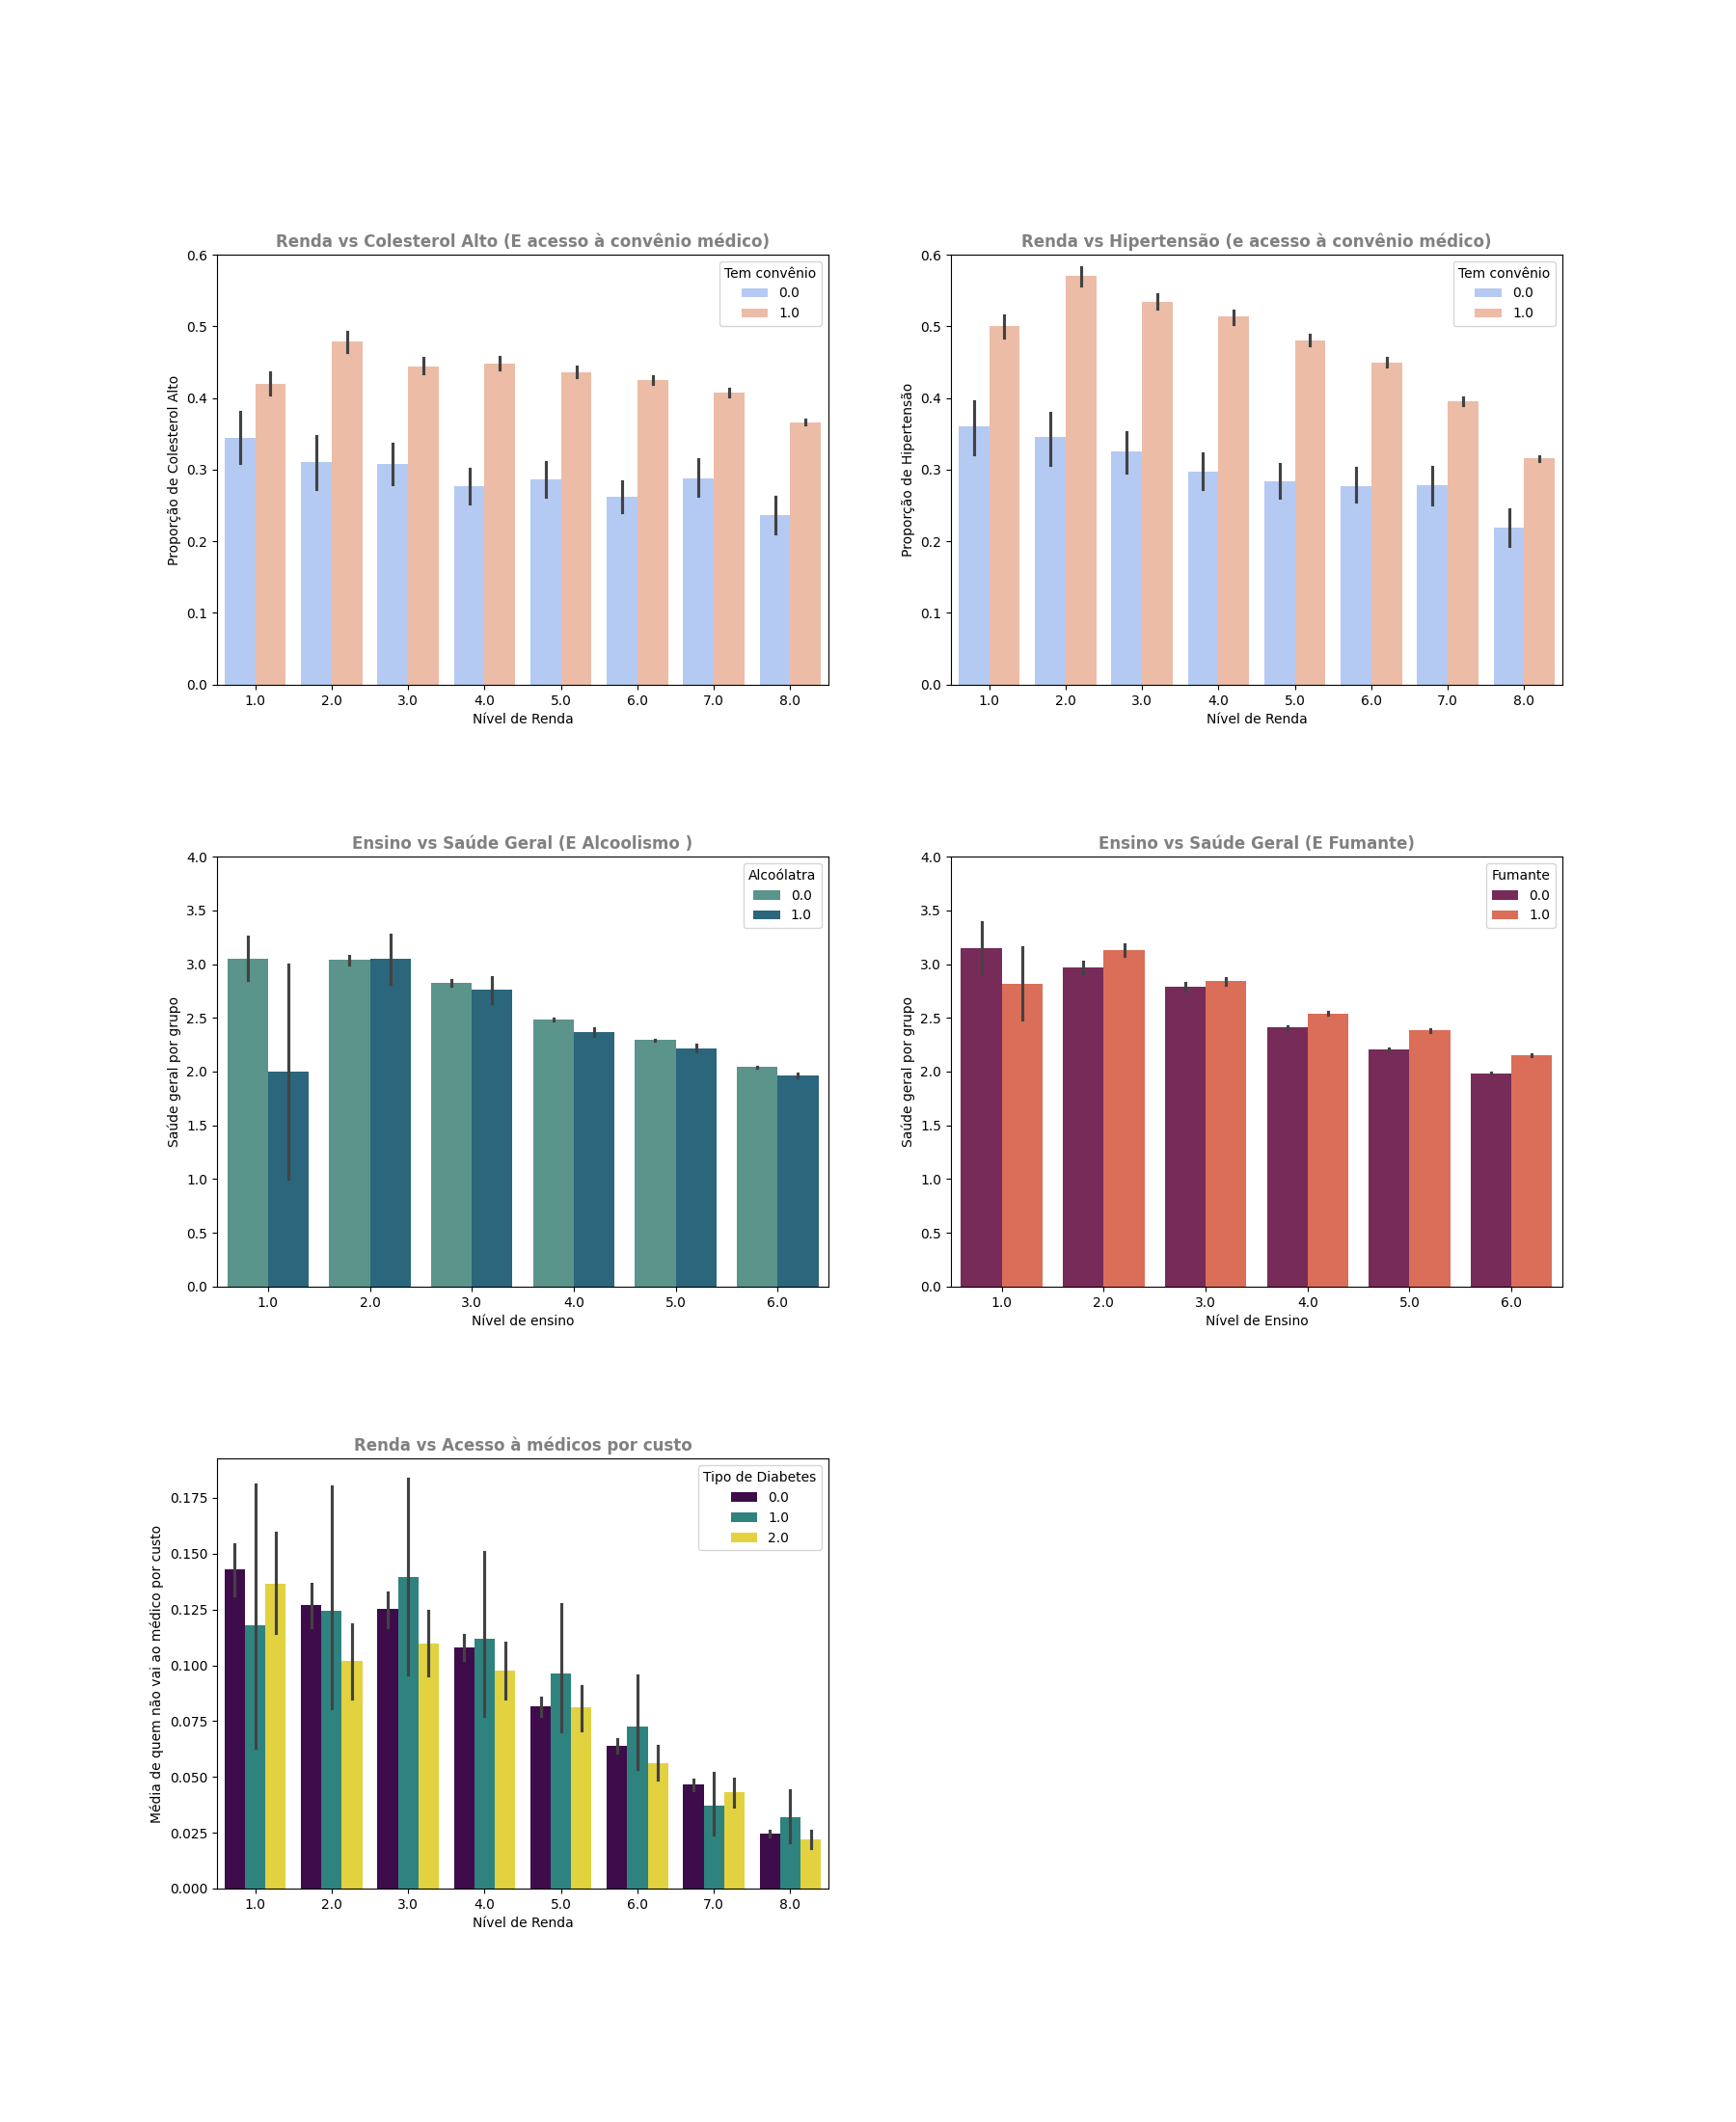 Renda vs Colesterol Alto (E acesso à convênio médico)
Proporção de Colesterol Alto
0.6
0.5
0.4
0.3
0.2
0.1
0.0
Tem convênio
0.0
1.0
1.0 2.0 3.0 4.0 5.0 6.0 7.0 8.0
Nível de Renda
Renda vs Hipertensão (e acesso à convênio médico)
Proporção de Hipertensão
0.6
0.5
0.4
0.3
0.2
0.1
0.0
Tem convênio
0.0
1.0
1.0 2.0 3.0 4.0 5.0 6.0 7.0 8.0
Nível de Renda
Ensino vs Saúde Geral (E Alcoolismo )
Saúde geral por grupo
4.0
3.5
3.0
2.5
2.0
1.5
1.0
0.5
0.0
Alcoólatra
0.0
1.0
1.0 2.0 3.0 4.0 5.0 6.0
Nível de ensino
Ensino vs Saúde Geral (E Fumante)
Saúde geral por grupo
4.0
3.5
3.0
2.5
2.0
1.5
1.0
0.5
0.0
Fumante
0.0
1.0
1.0 2.0 3.0 4.0 5.0 6.0
Nível de Ensino
Renda vs Acesso à médicos por custo
Média de quem não vai ao médico por custo
0.175
0.150
0.125
0.100
0.075
0.050
0.025
0.000
Tipo de Diabetes
0.0
1.0
2.0
1.0 2.0 3.0 4.0 5.0 6.0 7.0 8.0
Nível de Renda